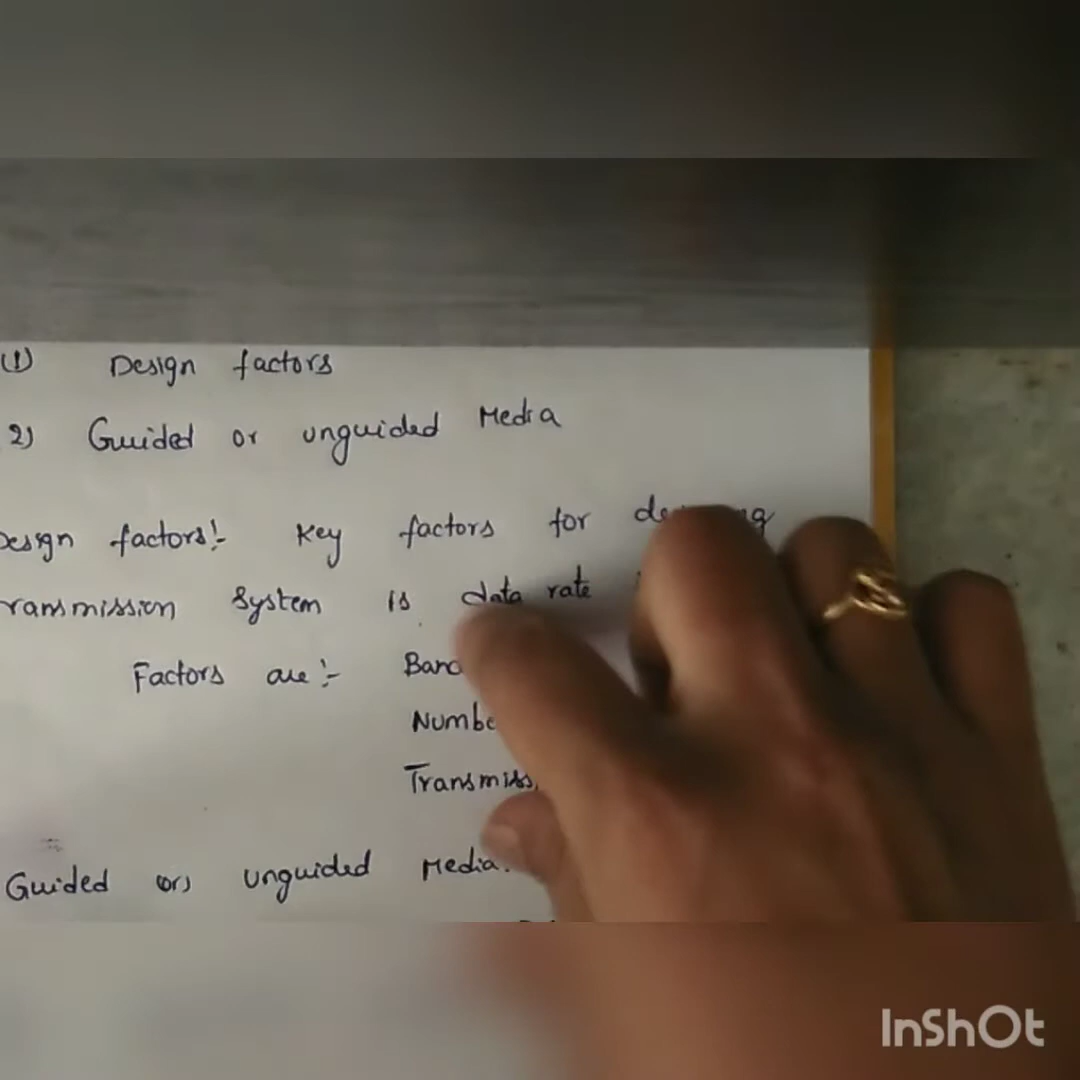 (1) Design factors
2) Guided or unguided Media
Design factors:- Key factors for
ransmission System is data rate
Factors are :-
Guided (or) unguided Media.
InShOt